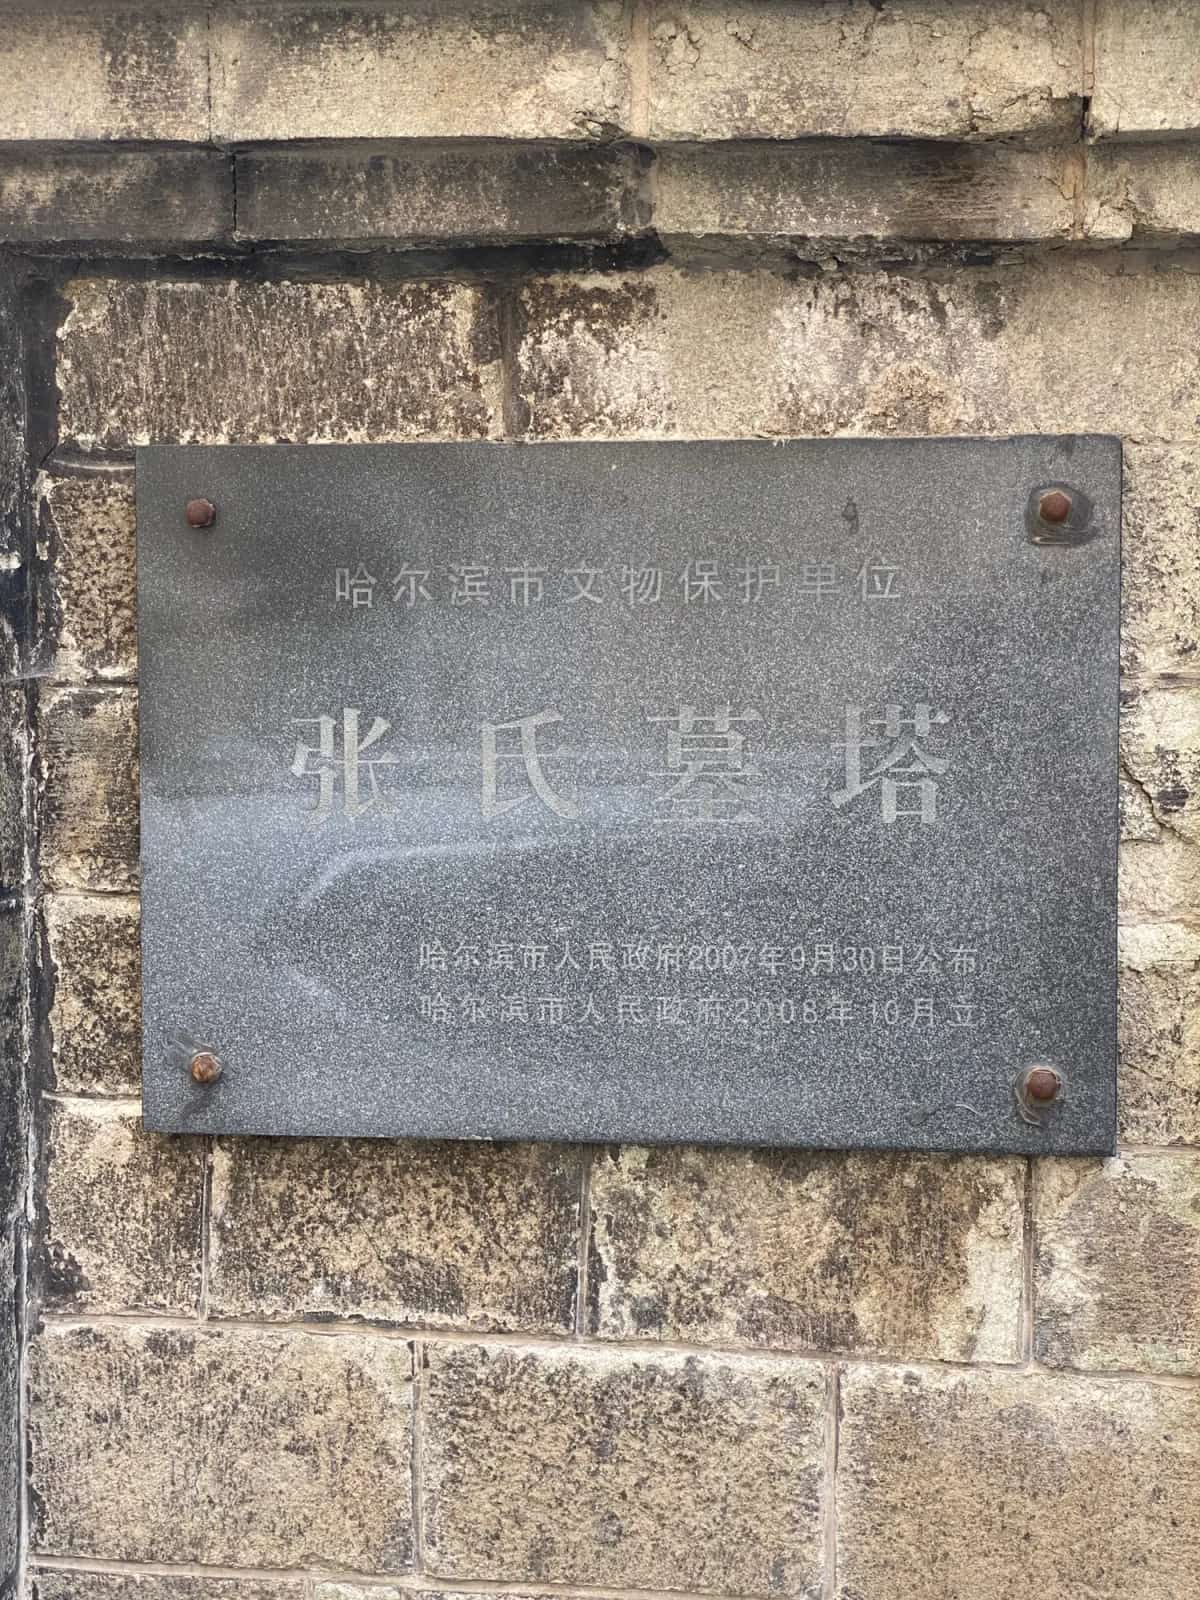 哈尔滨市文物保护单位
张氏墓塔
哈尔滨市人民政府2007年9月30日公布
哈尔滨市人民政府2008年10月立